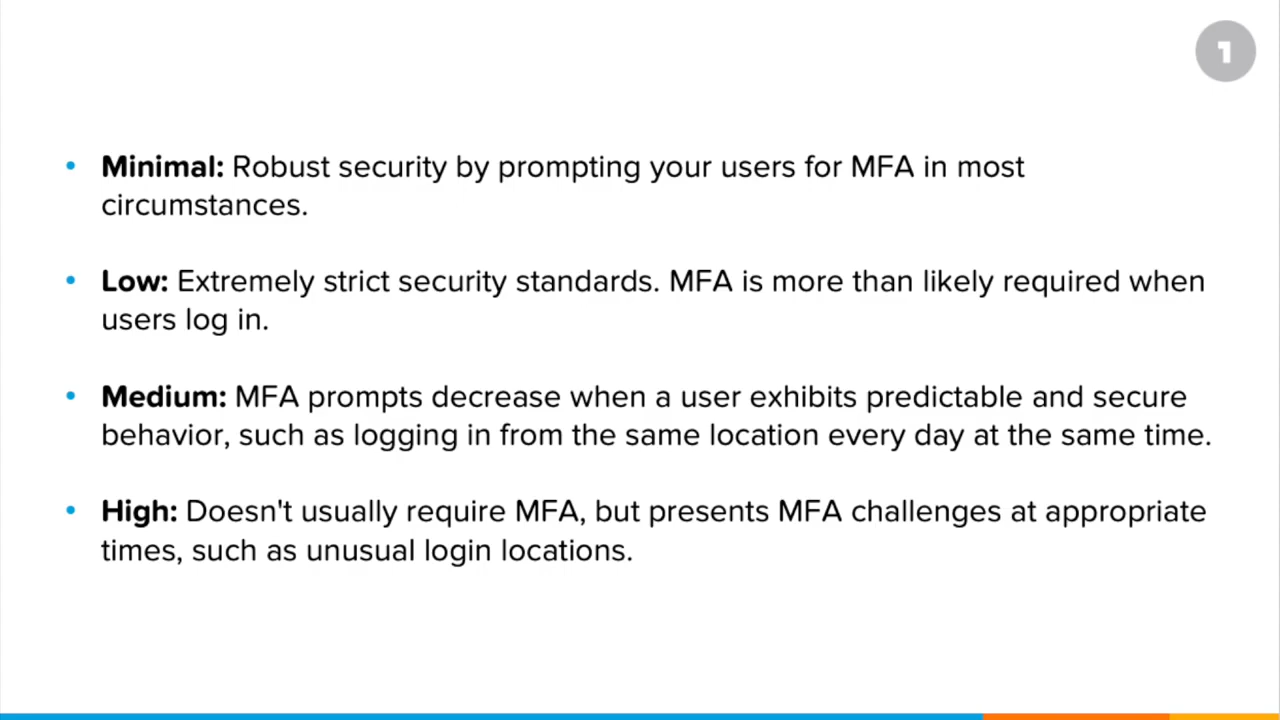 1
• Minimal: Robust security by prompting your users for MFA in most
circumstances.
• Low: Extremely strict security standards. MFA is more than likely required when
users log in.
• Medium: MFA prompts decrease when a user exhibits predictable and secure
behavior, such as logging in from the same location every day at the same time.
• High: Doesn't usually require MFA, but presents MFA challenges at appropriate
times, such as unusual login locations.